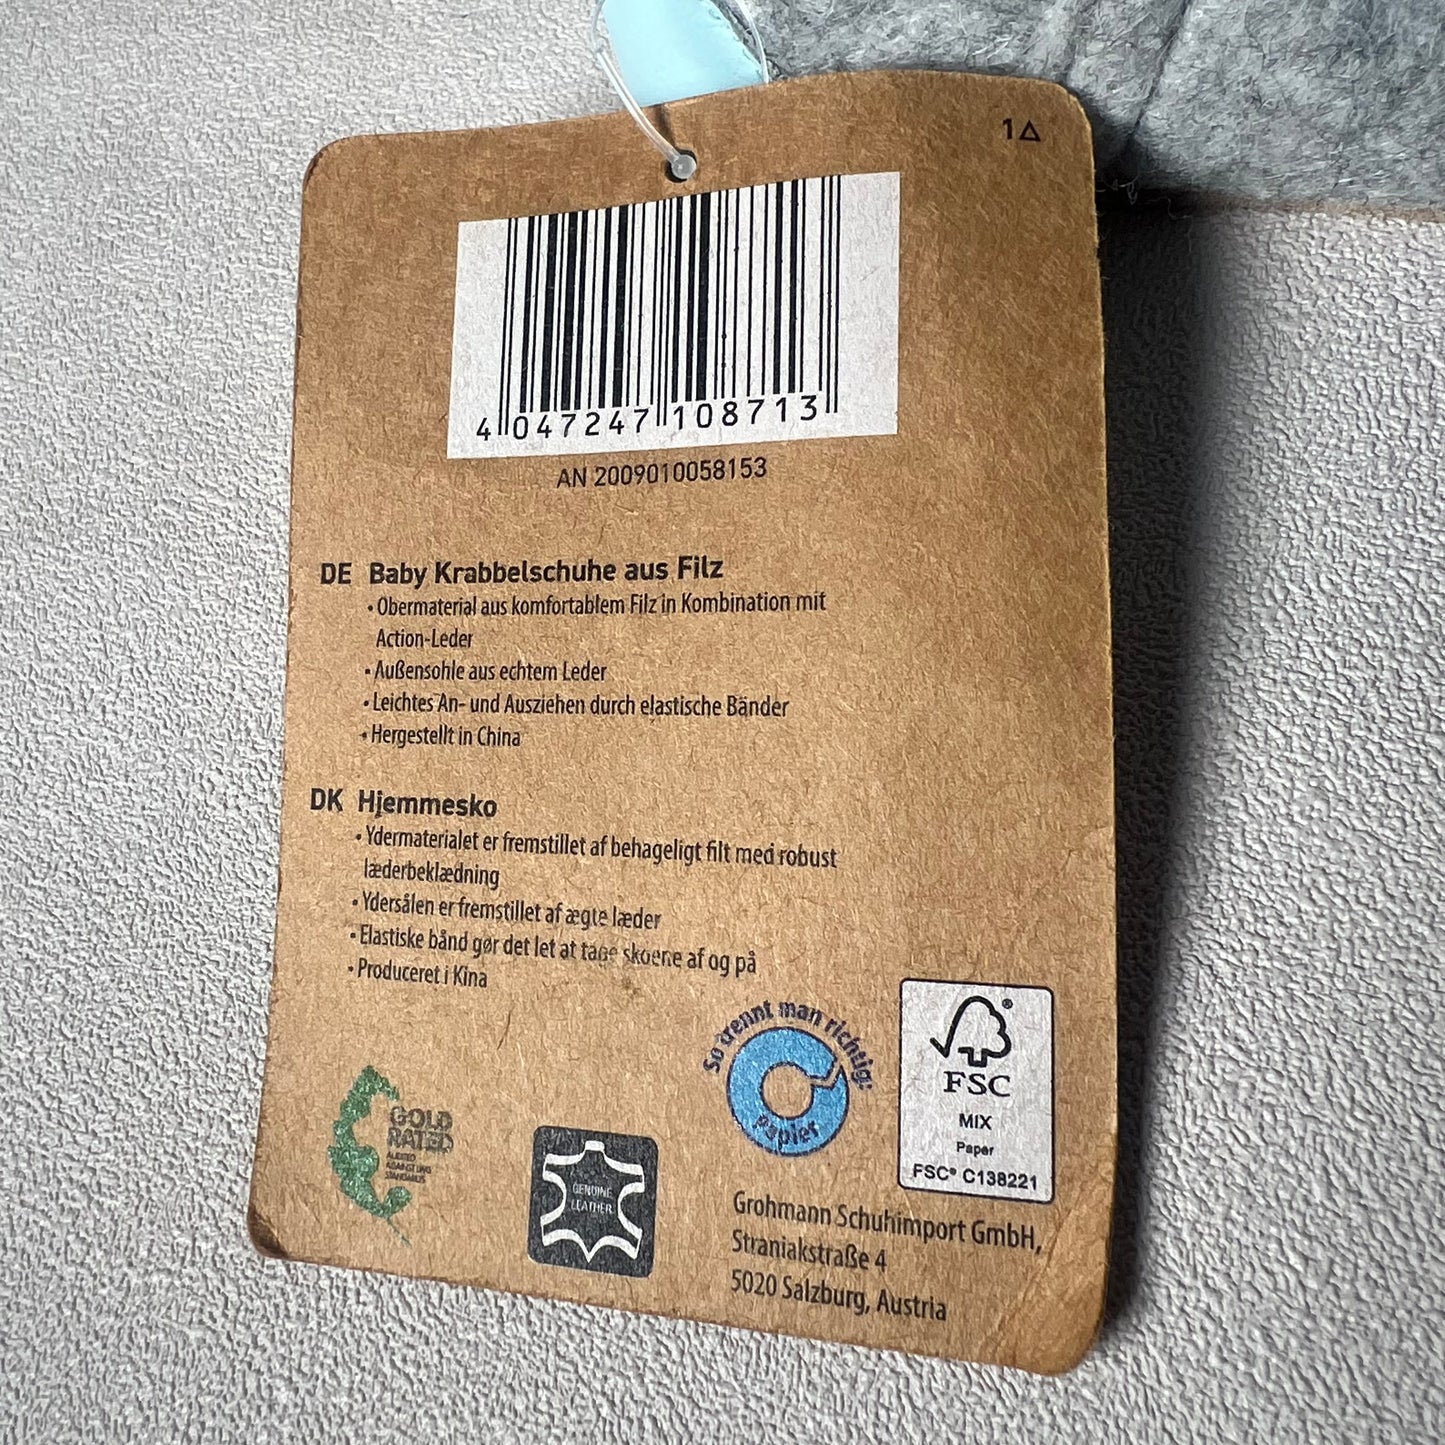 1△
4 047247 108713
AN 2009010058153
DE Baby Krabbelschuhe aus Filz
• Obermaterial aus komfortablem Filz in Kombination mit
Action-Leder
• Außensohle aus echtem Leder
• Leichtes An- und Ausziehen durch elastische Bänder
• Hergestellt in China
DK Hjemmesko
• Ydermaterialet er fremstillet af behageligt filt med robust
læderbeklædning
• Ydersålen er fremstillet af ægte læder
• Elastiske bånd gør det let at tage skoene af og på
• Produceret i Kina
So trennt man richtig:
papier
FSC®
MIX
Paper
FSC® C138221
GOLD
RATED
AUDITED
AGAINST LWG
STANDARDS
GENUINE
LEATHER
Grohmann Schuhimport GmbH,
Straniakstraße 4
5020 Salzburg, Austria